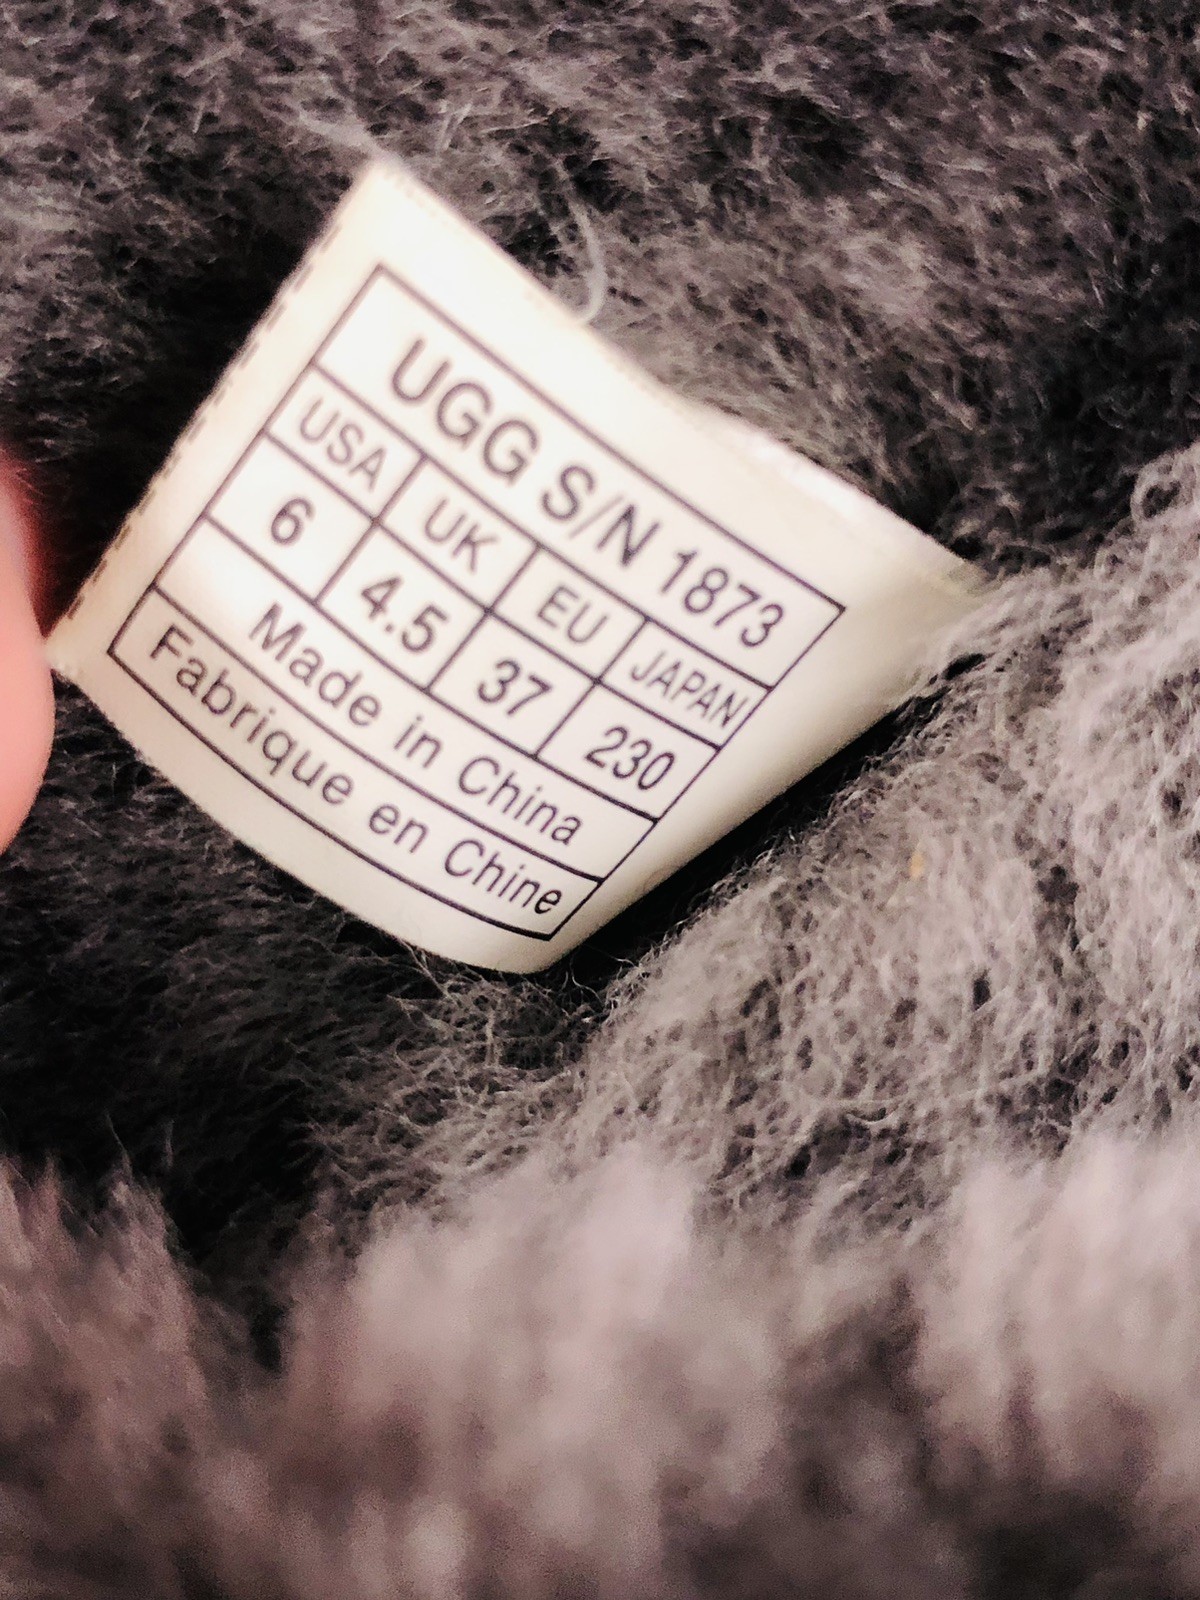 UGG S/N 1873
USA UK EU JAPAN
6 4.5 37 230
Made in China
Fabrique en Chine